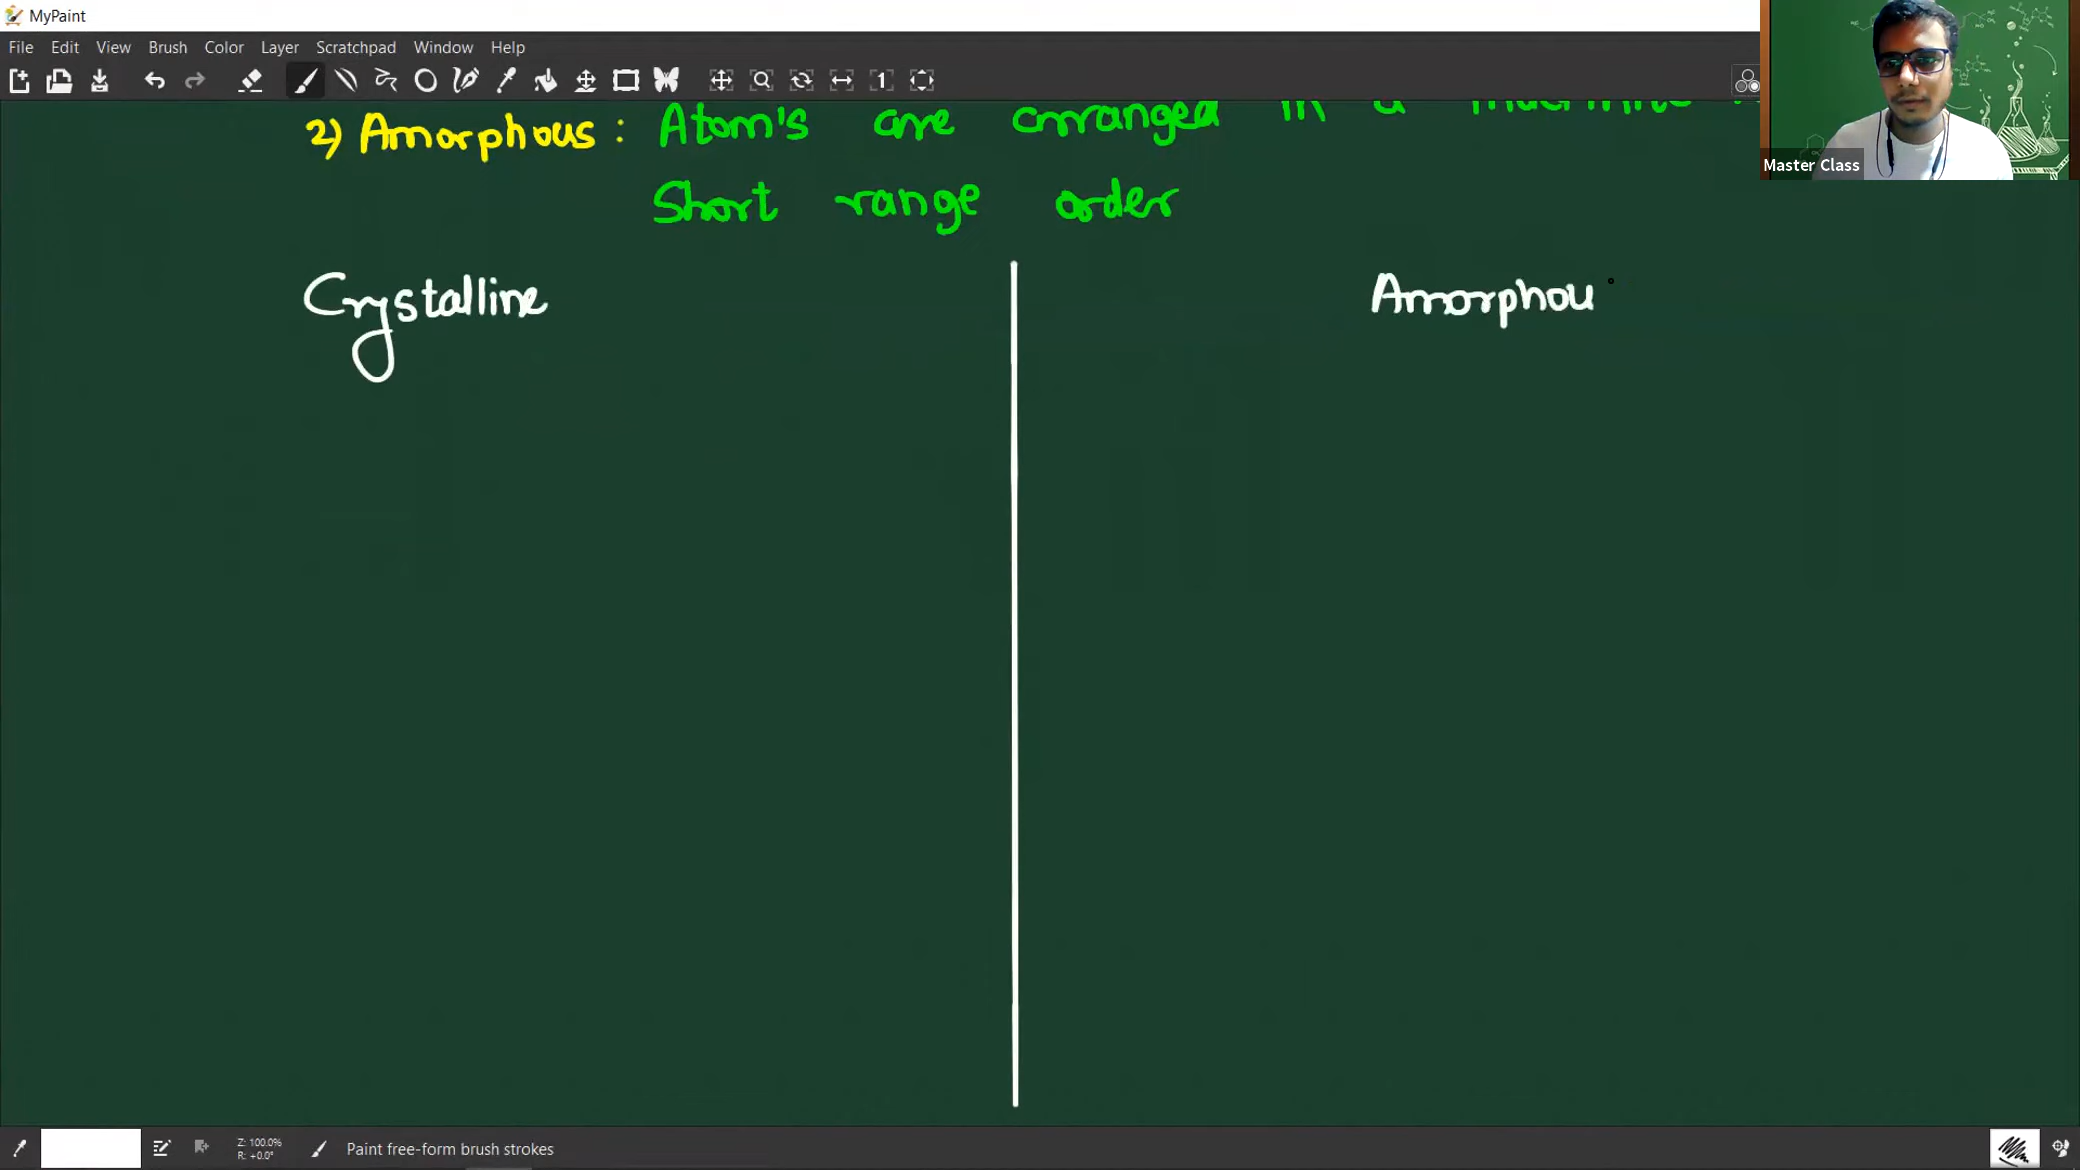 MyPaint
File Edit View Brush Color Layer Scratchpad Window Help
Master Class
2) Amorphous : Atom's are arranged in a
Short range order
Crystalline
Amorphou
Z: 100.0%
R: +0.0°
Paint free-form brush strokes